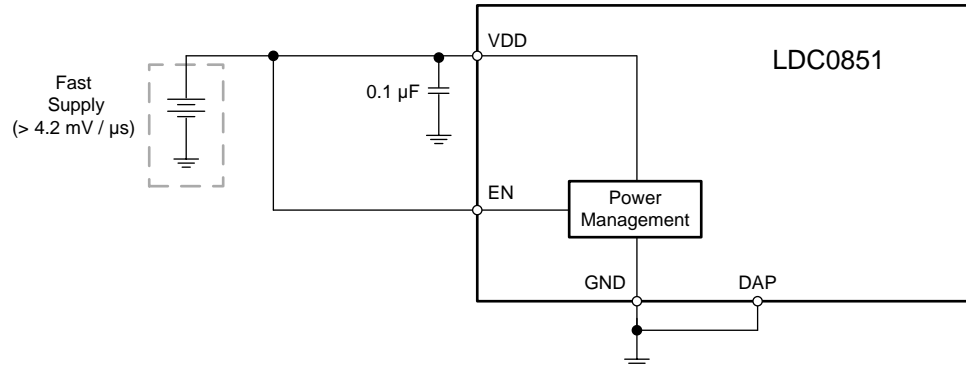 VDD
LDC0851
Fast
Supply
(> 4.2 mV / µs)
0.1 µF
EN
Power
Management
GND
DAP